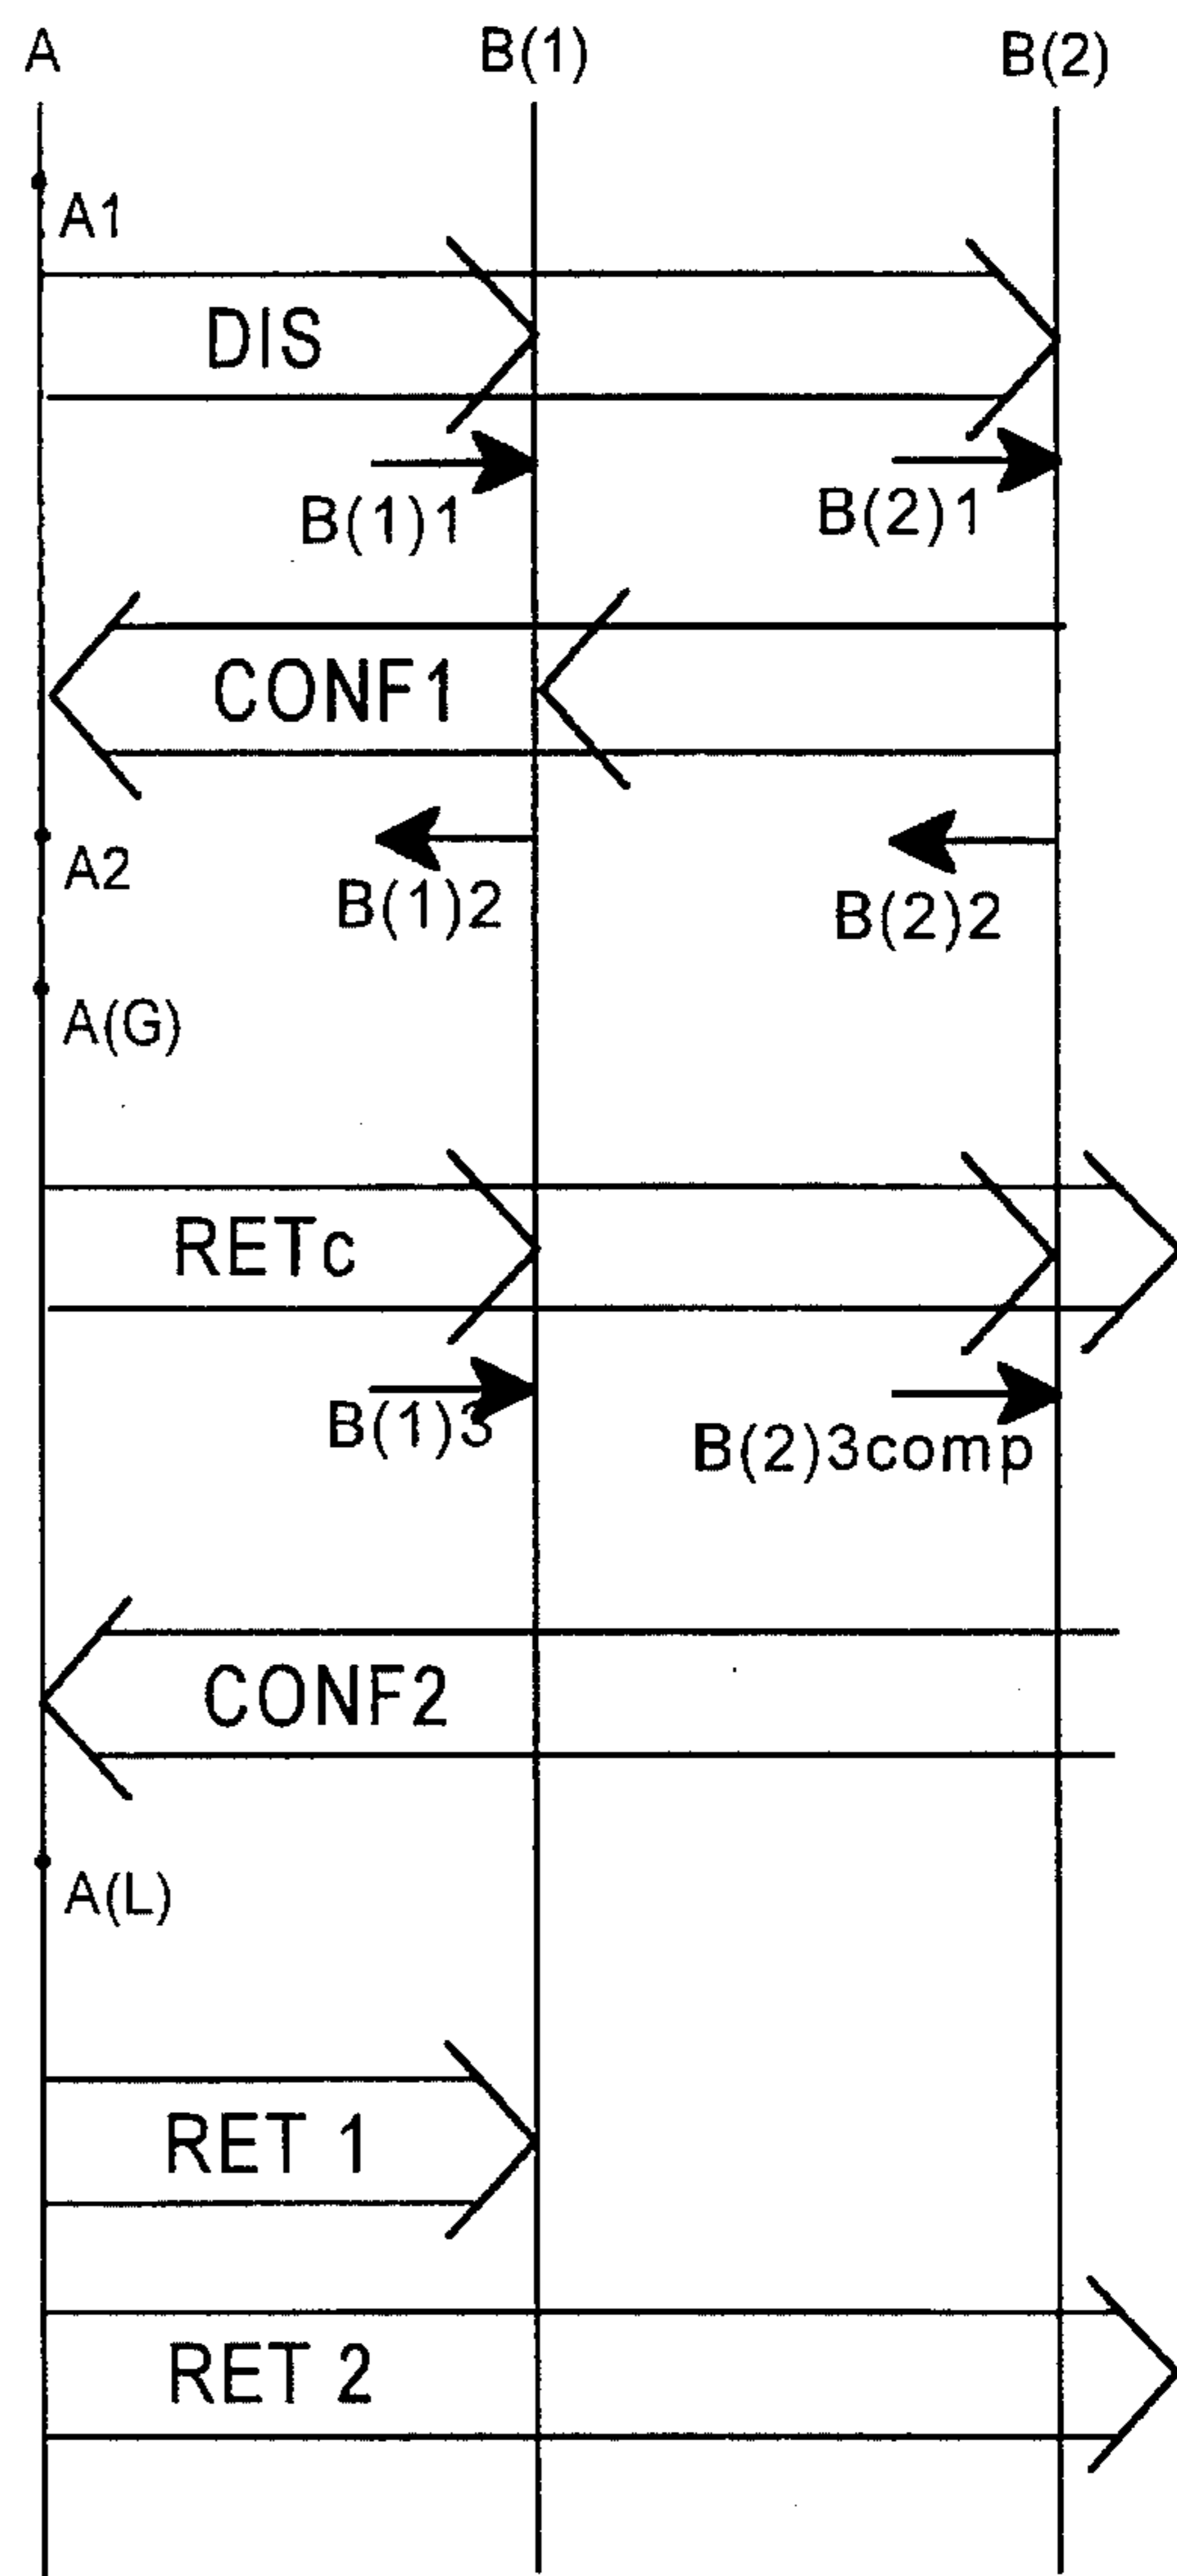 A B(1) B(2)
A1
DIS
B(1)1 B(2)1
CONF1
A2
B(1)2 B(2)2
A(G)
RETc
B(1)3 B(2)3comp
CONF2
A(L)
RET 1
RET 2